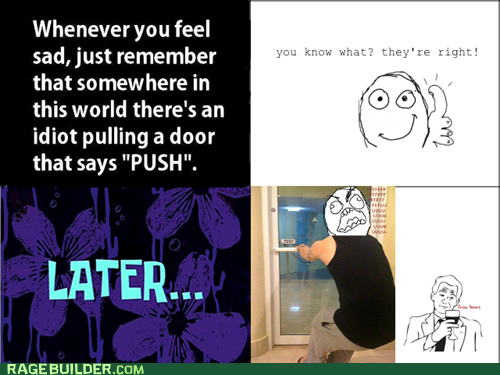 Whenever you feel
sad, just remember
that somewhere in
this world there's an
idiot pulling a door
that says "PUSH".
you know what? they're right!
LATER...
PUSH
True Story
RAGEBUILDER.COM